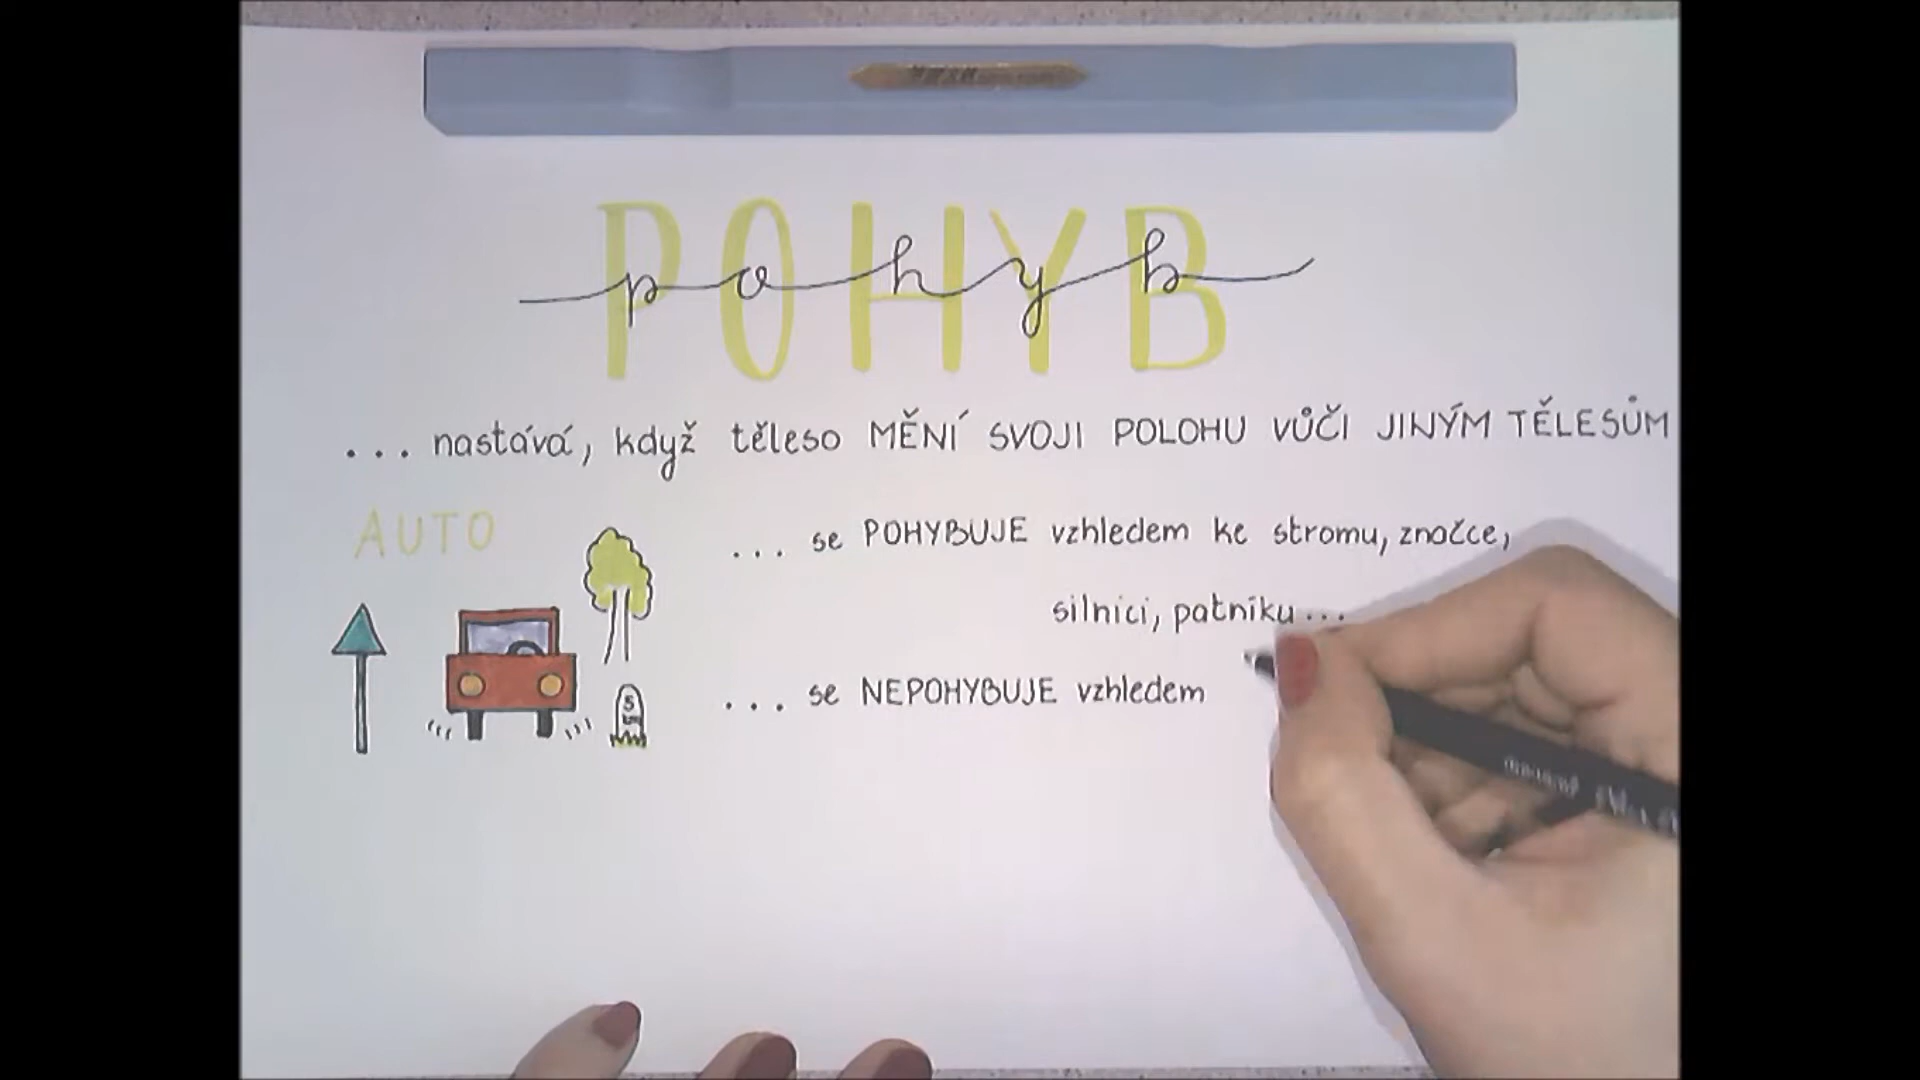 POHYB
pohyb
... nastává, když těleso MĚNÍ SVOJI POLOHU VŮČI JINÝM TĚLESŮM
AUTO
... se POHYBUJE vzhledem ke stromu, značce,
silnici, patníku...
... se NEPOHYBUJE vzhledem
5